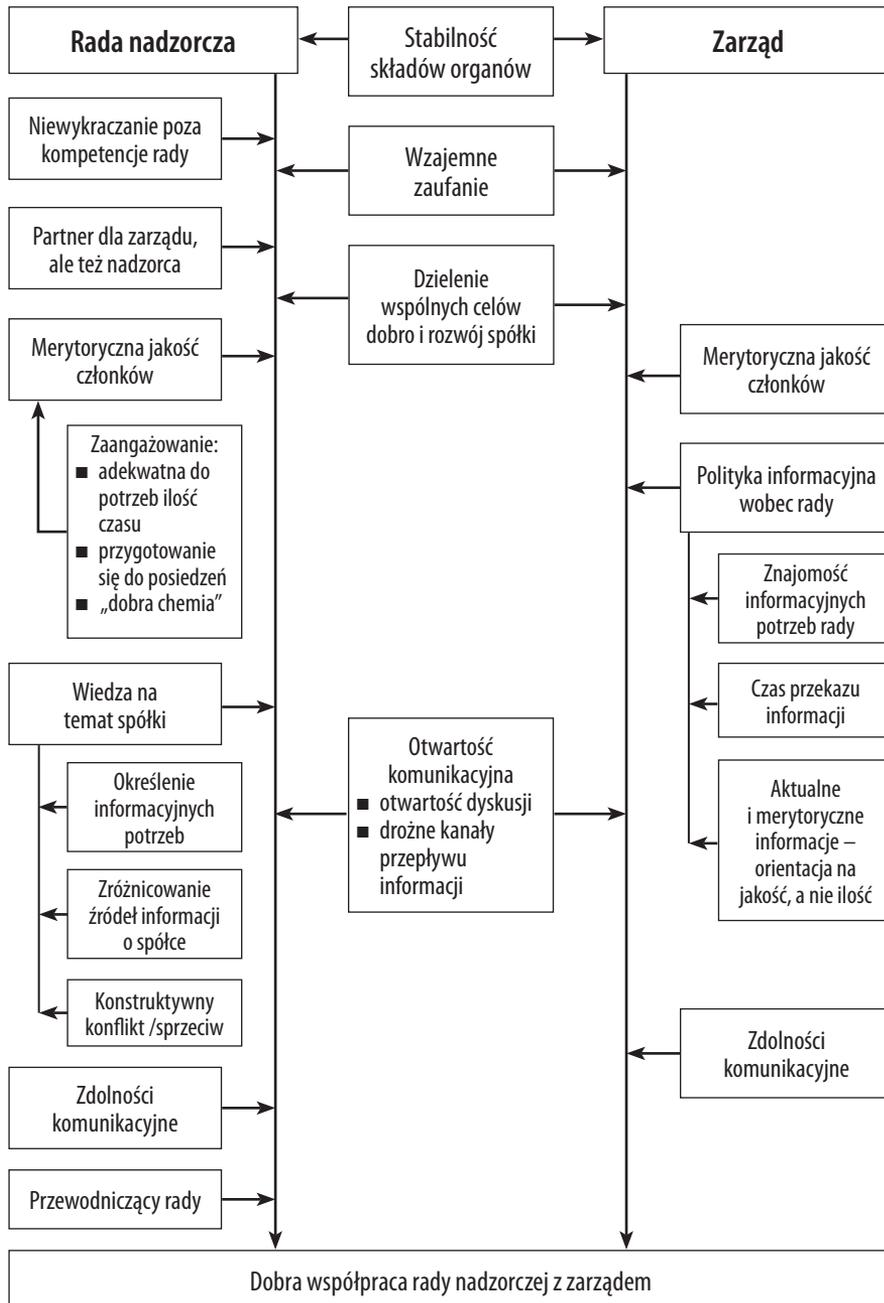 Rada nadzorcza
Stabilność
składów organów
Zarząd
Niewykraczanie poza
kompetencje rady
Wzajemne
zaufanie
Partner dla zarządu,
ale też nadzorca
Dzielenie
wspólnych celów
dobro i rozwój spółki
Merytoryczna jakość
członków
Merytoryczna jakość
członków
Zaangażowanie:
■ adekwatna do
potrzeb ilość
czasu
■ przygotowanie
się do posiedzeń
■ „dobra chemia”
Polityka informacyjna
wobec rady
Znajomość
informacyjnych
potrzeb rady
Czas przekazu
informacji
Aktualne
i merytoryczne
informacje –
orientacja na
jakość, a nie ilość
Wiedza na
temat spółki
Określenie
informacyjnych
potrzeb
Zróżnicowanie
źródeł informacji
o spółce
Konstruktywny
konflikt /sprzeciw
Otwartość
komunikacyjna
■ otwartość dyskusji
■ drożne kanały
przepływu
informacji
Zdolności
komunikacyjne
Zdolności
komunikacyjne
Przewodniczący rady
Dobra współpraca rady nadzorczej z zarządem